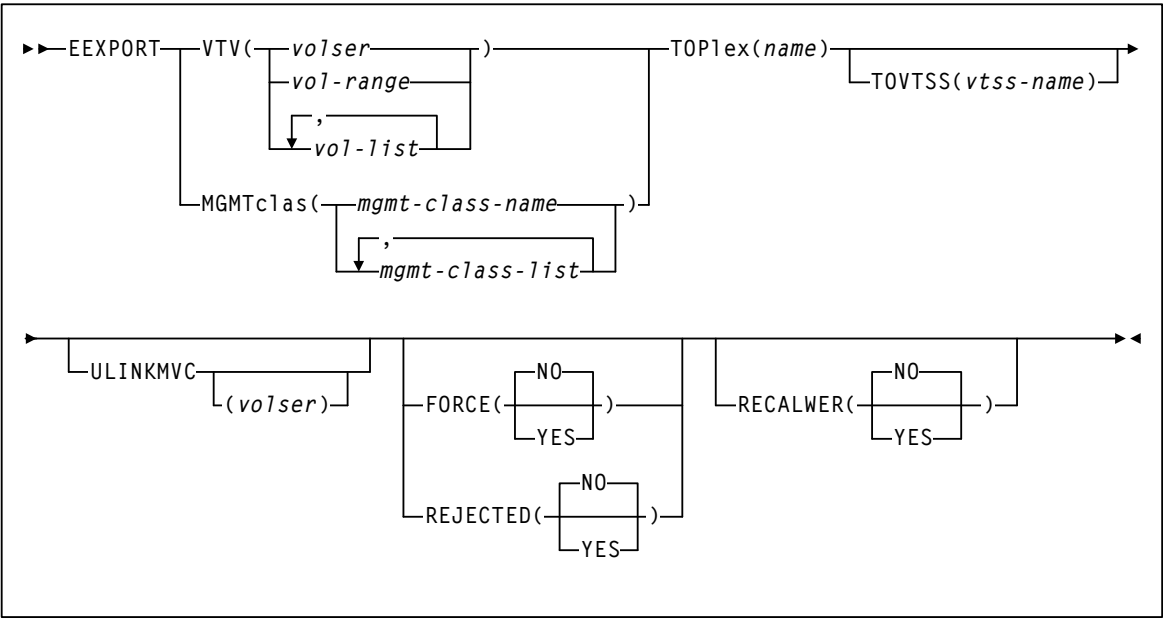 EEXPORT VTV( volser ) TOPlex(name)
vol-range TOVTSS(vtss-name)
,
vol-list
MGMTclas( mgmt-class-name )
,
mgmt-class-list
ULINKMVC NO NO
(volser) FORCE( ) RECALWER( )
YES YES
NO
REJECTED( )
YES